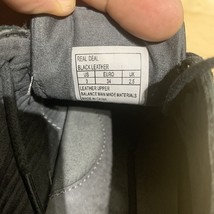 REAL DEAL
BLACK LEATHER
US EURO UK
3 34 2.5
LEATHER UPPER
BALANCE MAN MADE MATERIALS
MADE IN CHINA